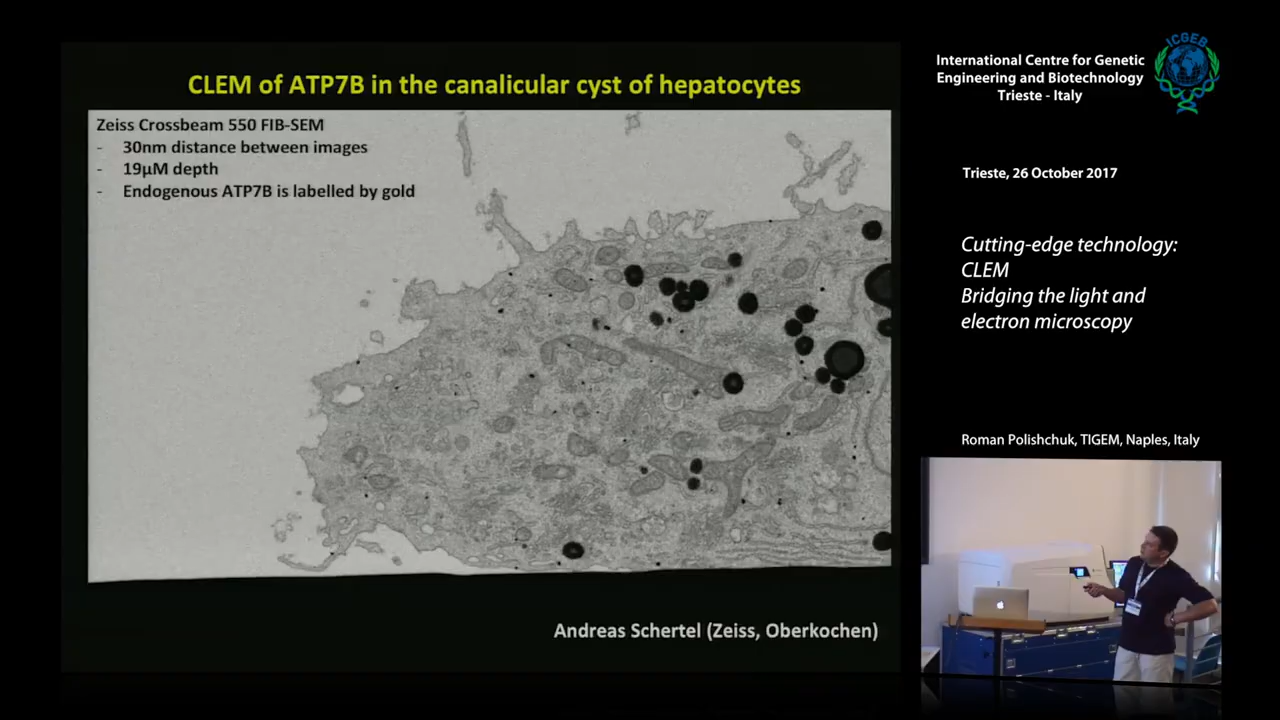 CLEM of ATP7B in the canalicular cyst of hepatocytes
Zeiss Crossbeam 550 FIB-SEM
- 30nm distance between images
- 19µM depth
- Endogenous ATP7B is labelled by gold
Andreas Schertel (Zeiss, Oberkochen)
International Centre for Genetic
Engineering and Biotechnology
Trieste - Italy
ICGEB
Trieste, 26 October 2017
Cutting-edge technology:
CLEM
Bridging the light and
electron microscopy
Roman Polishchuk, TIGEM, Naples, Italy